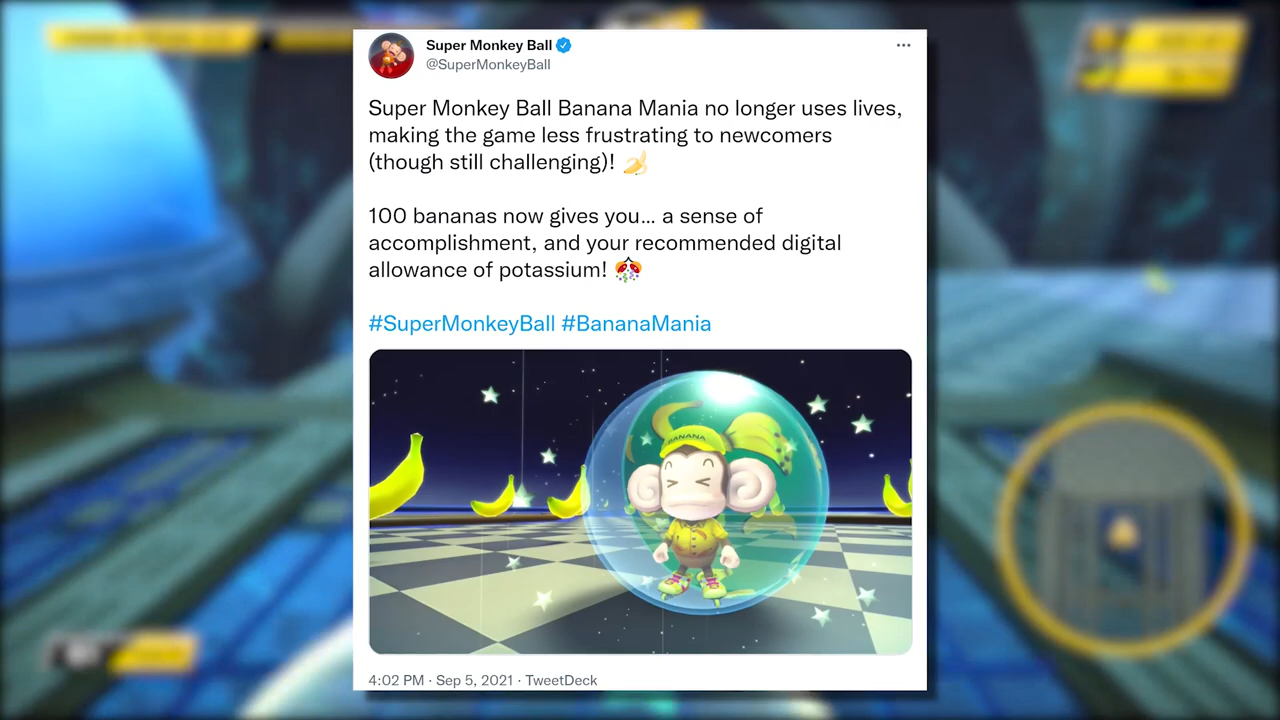 Super Monkey Ball
@SuperMonkeyBall
Super Monkey Ball Banana Mania no longer uses lives,
making the game less frustrating to newcomers
(though still challenging)! 🍌
100 bananas now gives you... a sense of
accomplishment, and your recommended digital
allowance of potassium! 🎊
#SuperMonkeyBall #BananaMania
BANANA
4:02 PM · Sep 5, 2021 · TweetDeck